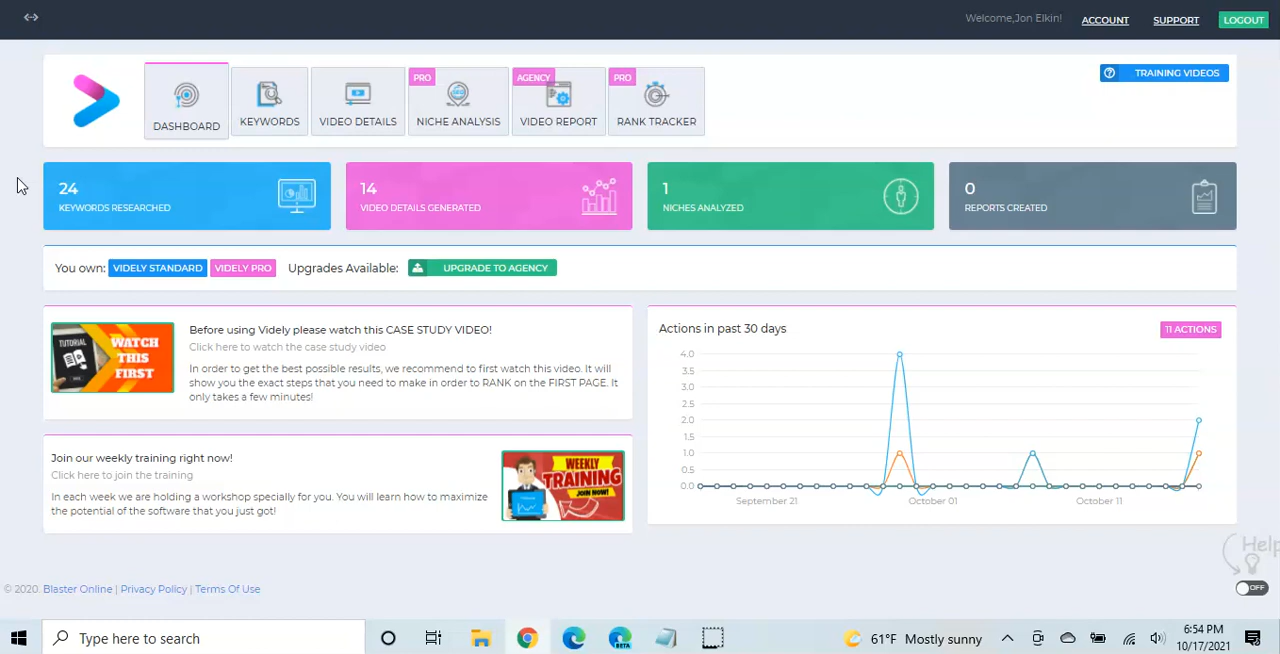 Welcome,Jon Elkin!
ACCOUNT
SUPPORT
LOGOUT
DASHBOARD
KEYWORDS
VIDEO DETAILS
PRO
NICHE ANALYSIS
AGENCY
VIDEO REPORT
PRO
RANK TRACKER
TRAINING VIDEOS
24
KEYWORDS RESEARCHED
14
VIDEO DETAILS GENERATED
1
NICHES ANALYZED
0
REPORTS CREATED
You own: VIDELY STANDARD VIDELY PRO Upgrades Available: UPGRADE TO AGENCY
TUTORIAL
WATCH
THIS
FIRST
Before using Videly please watch this CASE STUDY VIDEO!
Click here to watch the case study video
In order to get the best possible results, we recommend to first watch this video. It will
show you the exact steps that you need to make in order to RANK on the FIRST PAGE. It
only takes a few minutes!
Join our weekly training right now!
Click here to join the training
In each week we are holding a workshop specially for you. You will learn how to maximize
the potential of the software that you just got!
WEEKLY
TRAINING
JOIN NOW!
Actions in past 30 days
11 ACTIONS
4.0
3.5
3.0
2.5
2.0
1.5
1.0
0.5
0.0
September 21
October 01
October 11
Help
OFF
© 2020. Blaster Online | Privacy Policy | Terms Of Use
Type here to search
BETA
61°F Mostly sunny
6:54 PM
10/17/2021